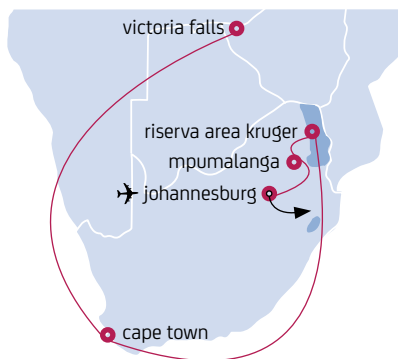 victoria falls
riserva area kruger
mpumalanga
johannesburg
cape town